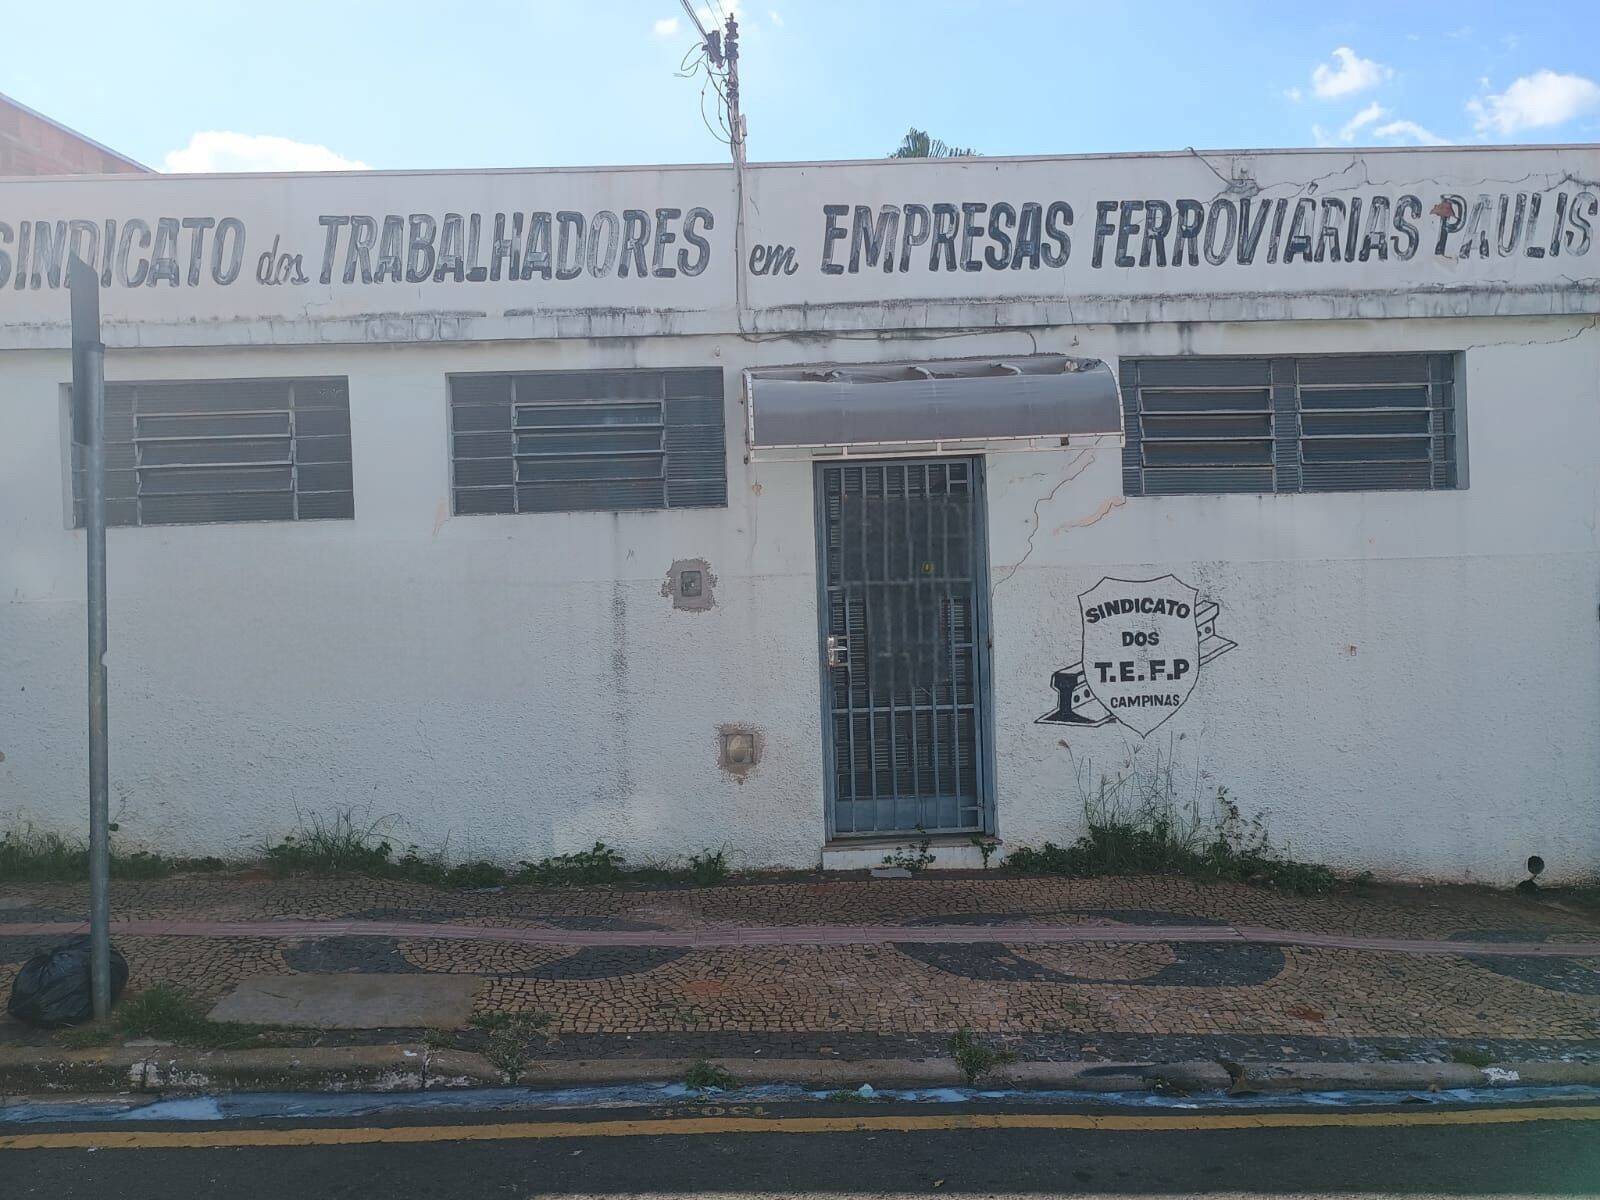 SINDICATO dos TRABALHADORES em EMPRESAS FERROVIÁRIAS PAULIS
SINDICATO
DOS
T.E.F.P
CAMPINAS